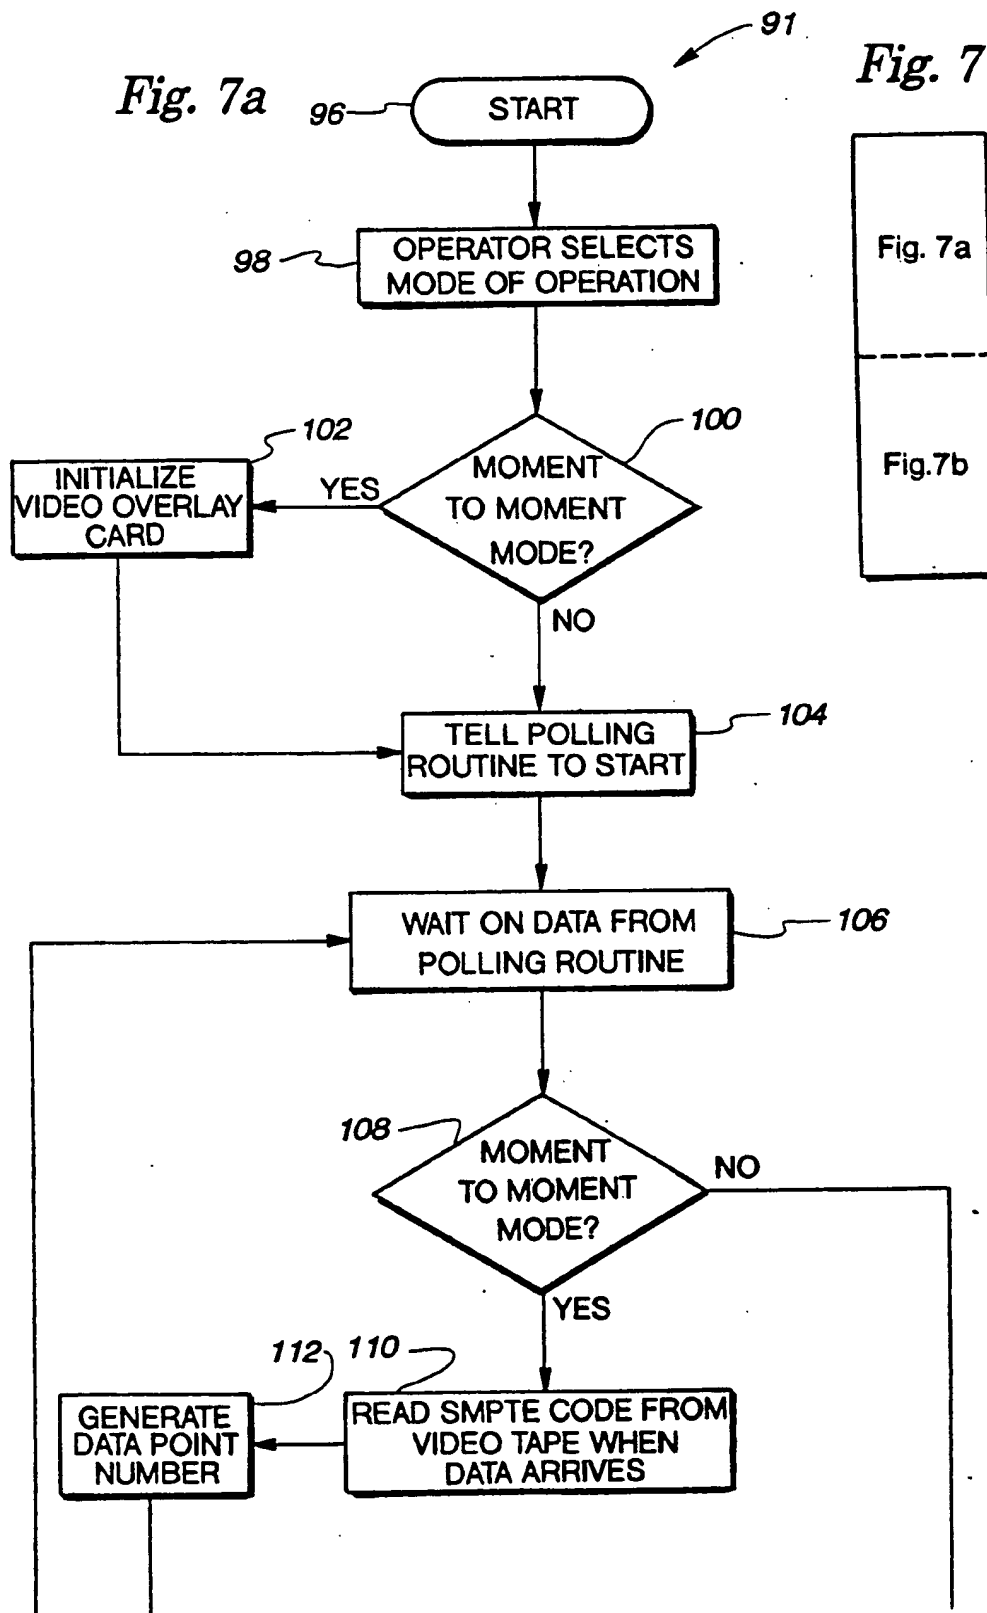 91
Fig. 7a
Fig. 7
96
START
98
OPERATOR SELECTS
MODE OF OPERATION
Fig. 7a
102
100
INITIALIZE
VIDEO OVERLAY
CARD
YES
MOMENT
TO MOMENT
MODE?
Fig.7b
NO
104
TELL POLLING
ROUTINE TO START
WAIT ON DATA FROM
POLLING ROUTINE
106
108
MOMENT
TO MOMENT
MODE?
NO
YES
112
110
GENERATE
DATA POINT
NUMBER
READ SMPTE CODE FROM
VIDEO TAPE WHEN
DATA ARRIVES